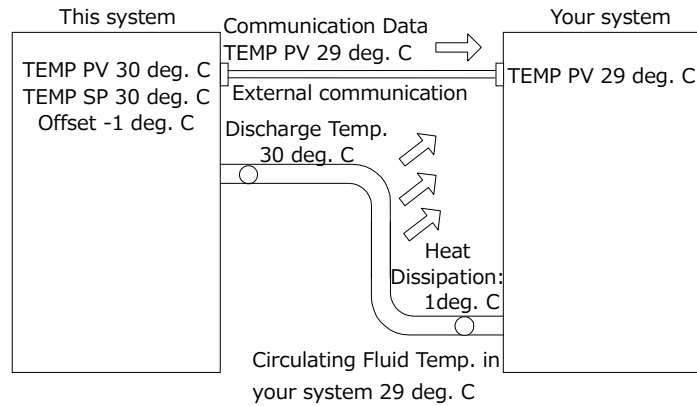 This system
Communication Data
TEMP PV 29 deg. C
Your system
TEMP PV 30 deg. C
TEMP SP 30 deg. C
Offset -1 deg. C
External communication
TEMP PV 29 deg. C
Discharge Temp.
30 deg. C
Heat
Dissipation:
1deg. C
Circulating Fluid Temp. in
your system 29 deg. C